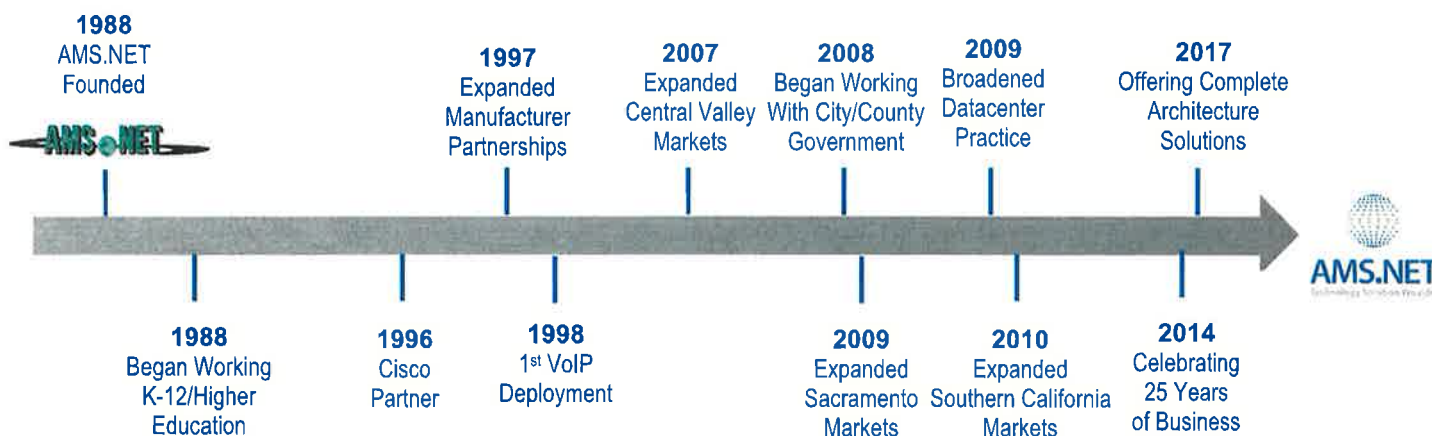 1988
AMS.NET
Founded
AMS.NET
1997
Expanded
Manufacturer
Partnerships
2007
Expanded
Central Valley
Markets
2008
Began Working
With City/County
Government
2009
Broadened
Datacenter
Practice
2017
Offering Complete
Architecture
Solutions
AMS.NET
1988
Began Working
K-12/Higher
Education
1996
Cisco
Partner
1998
1st VoIP
Deployment
2009
Expanded
Sacramento
Markets
2010
Expanded
Southern California
Markets
2014
Celebrating
25 Years
of Business